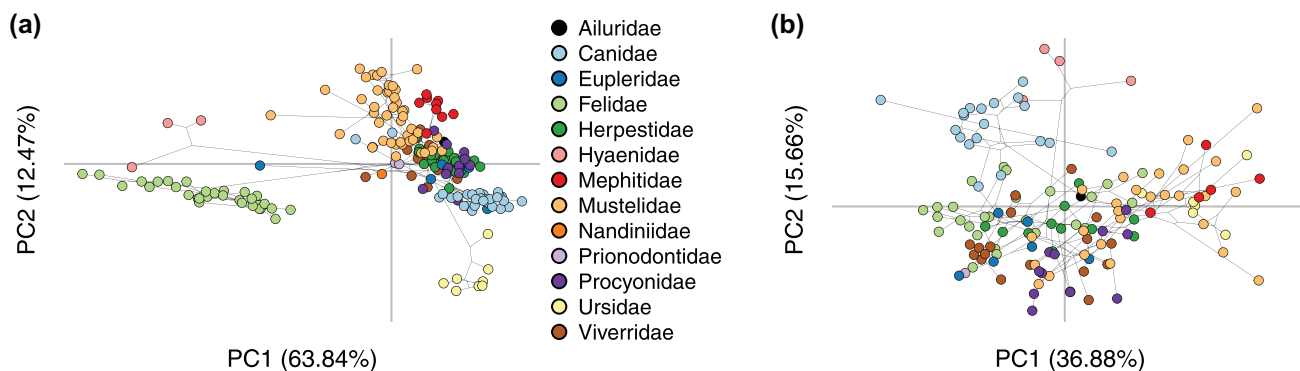 (a)
PC2 (12.47%)
PC1 (63.84%)
Ailuridae
Canidae
Eupleridae
Felidae
Herpestidae
Hyaenidae
Mephitidae
Mustelidae
Nandiniidae
Prionodontidae
Procyonidae
Ursidae
Viverridae
(b)
PC2 (15.66%)
PC1 (36.88%)